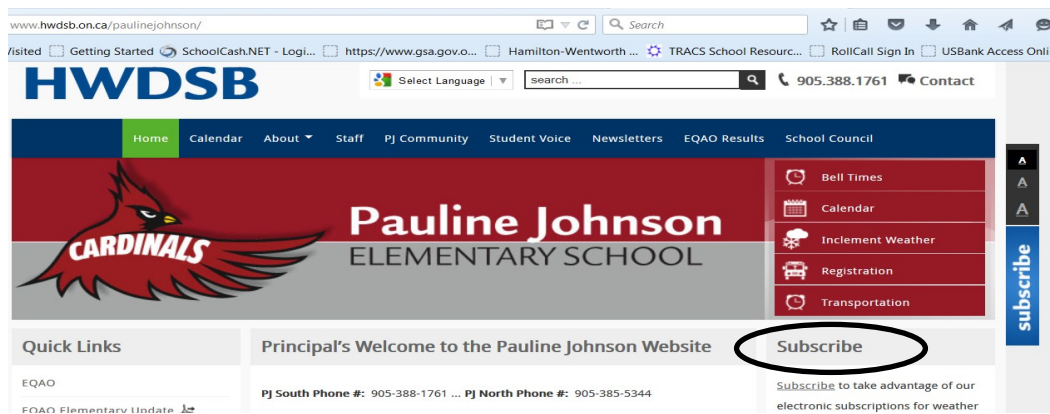 www.hwdsb.on.ca/paulinejohnson/ Search
Getting Started SchoolCash.NET - Logi... https://www.gsa.gov.o... Hamilton-Wentworth ... TRACS School Resourc... RollCall Sign In USBank Access Onli
HWDSB Select Language search ... 905.388.1761 Contact
Home Calendar About Staff PJ Community Student Voice Newsletters EQAO Results School Council
A
Bell Times
A
Calendar
A
CARDINALS
Pauline Johnson
ELEMENTARY SCHOOL
Inclement Weather
Registration
Transportation
subscribe
Quick Links
EQAO
EQAO Elementary Update
Principal's Welcome to the Pauline Johnson Website
PJ South Phone #: 905-388-1761 ... PJ North Phone #: 905-385-5344
Subscribe
Subscribe to take advantage of our
electronic subscriptions for weather